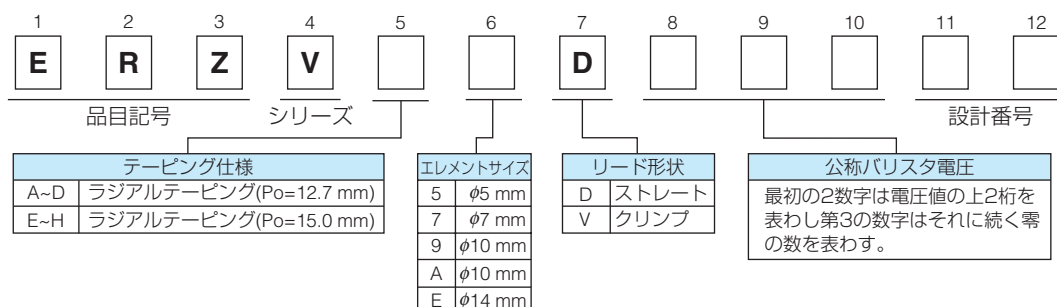 1 2 3 4 5 6 7 8 9 10 11 12
E R Z V D
品目記号 シリーズ 設計番号
テーピング仕様
A~D ラジアルテーピング(Po=12.7 mm)
E~H ラジアルテーピング(Po=15.0 mm)
エレメントサイズ
5 φ5 mm
7 φ7 mm
9 φ10 mm
A φ10 mm
E φ14 mm
リード形状
D ストレート
V クリンプ
公称バリスタ電圧
最初の2数字は電圧値の上2桁を
表わし第3の数字はそれに続く零
の数を表わす。